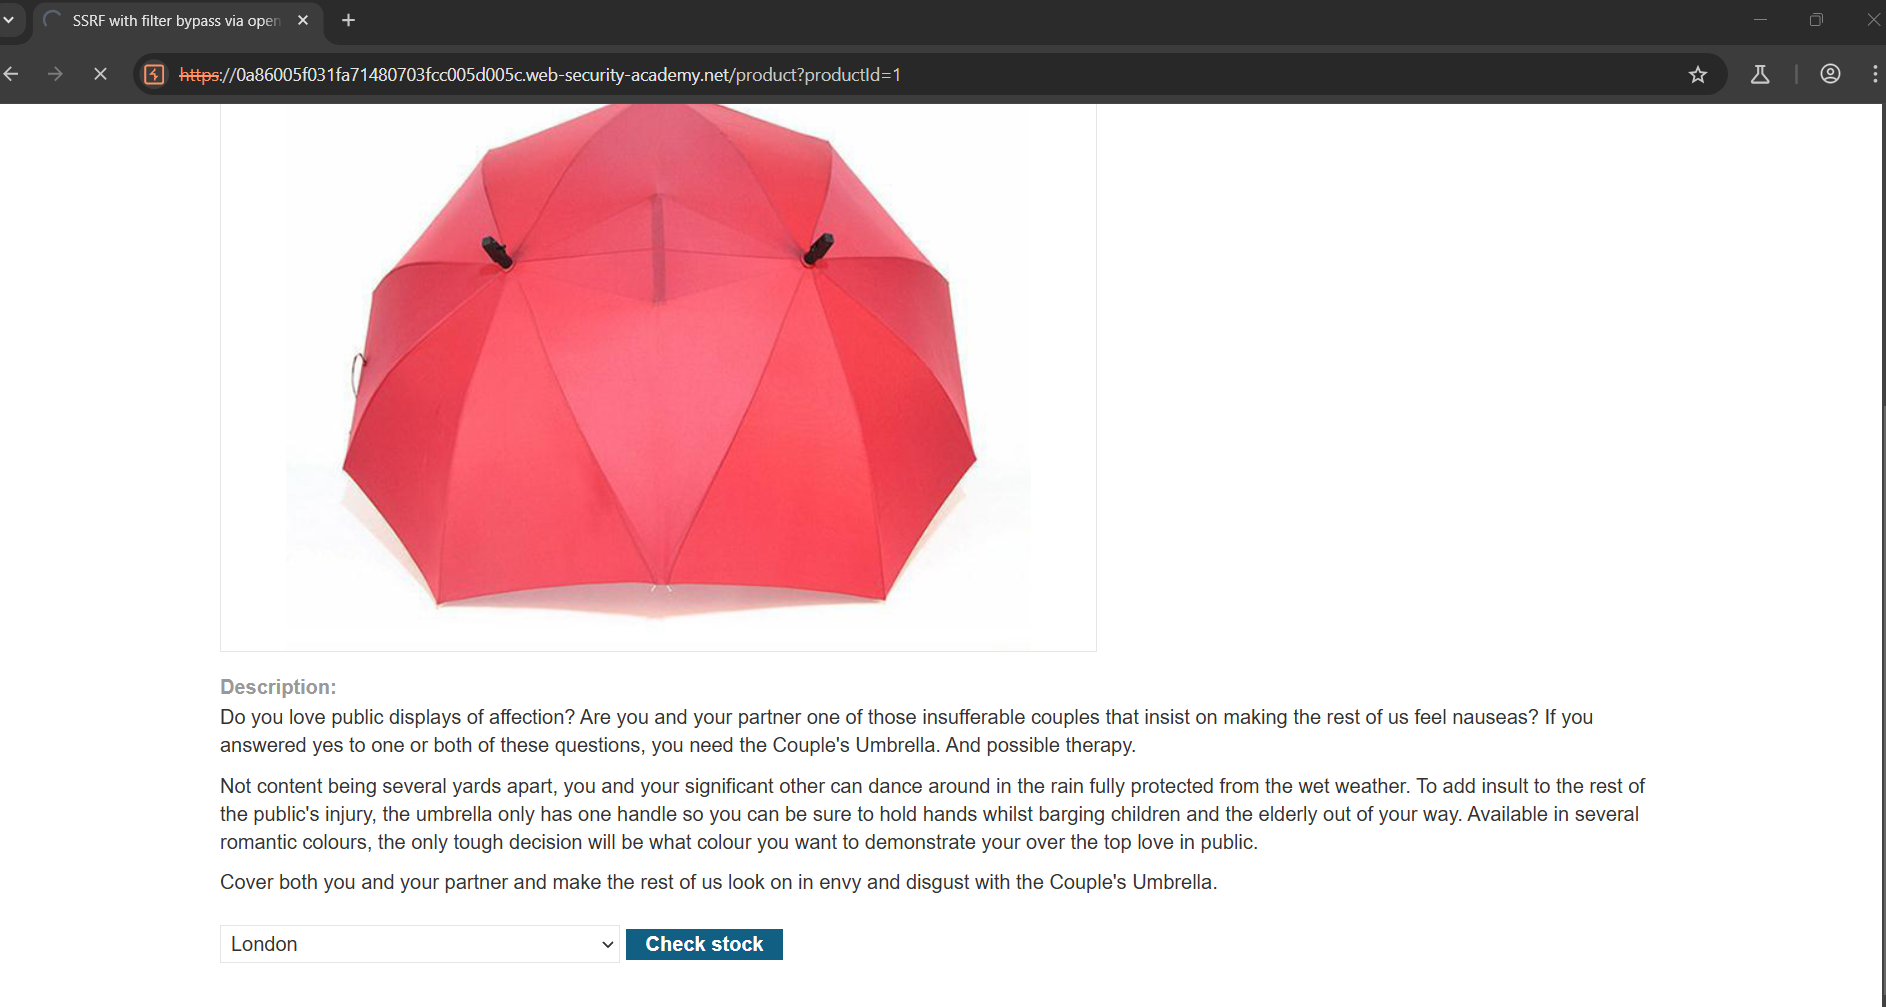 SSRF with filter bypass via open
https://0a86005f031fa71480703fcc005d005c.web-security-academy.net/product?productId=1
Description:
Do you love public displays of affection? Are you and your partner one of those insufferable couples that insist on making the rest of us feel nauseas? If you
answered yes to one or both of these questions, you need the Couple's Umbrella. And possible therapy.
Not content being several yards apart, you and your significant other can dance around in the rain fully protected from the wet weather. To add insult to the rest of
the public's injury, the umbrella only has one handle so you can be sure to hold hands whilst barging children and the elderly out of your way. Available in several
romantic colours, the only tough decision will be what colour you want to demonstrate your over the top love in public.
Cover both you and your partner and make the rest of us look on in envy and disgust with the Couple's Umbrella.
London
Check stock